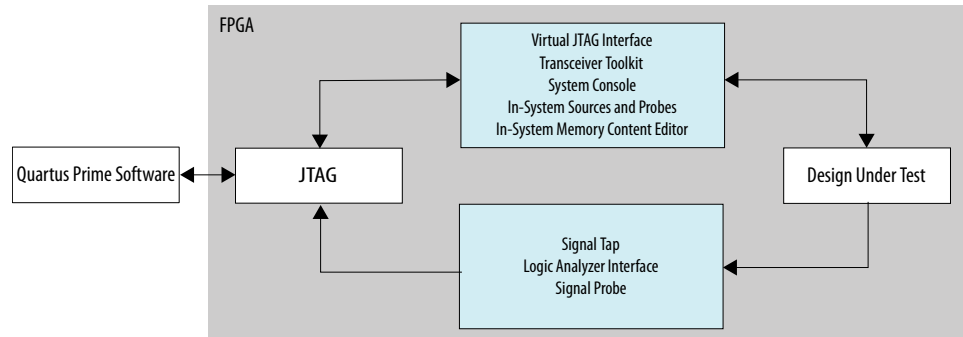 FPGA
Virtual JTAG Interface
Transceiver Toolkit
System Console
In-System Sources and Probes
In-System Memory Content Editor
Quartus Prime Software
JTAG
Design Under Test
Signal Tap
Logic Analyzer Interface
Signal Probe